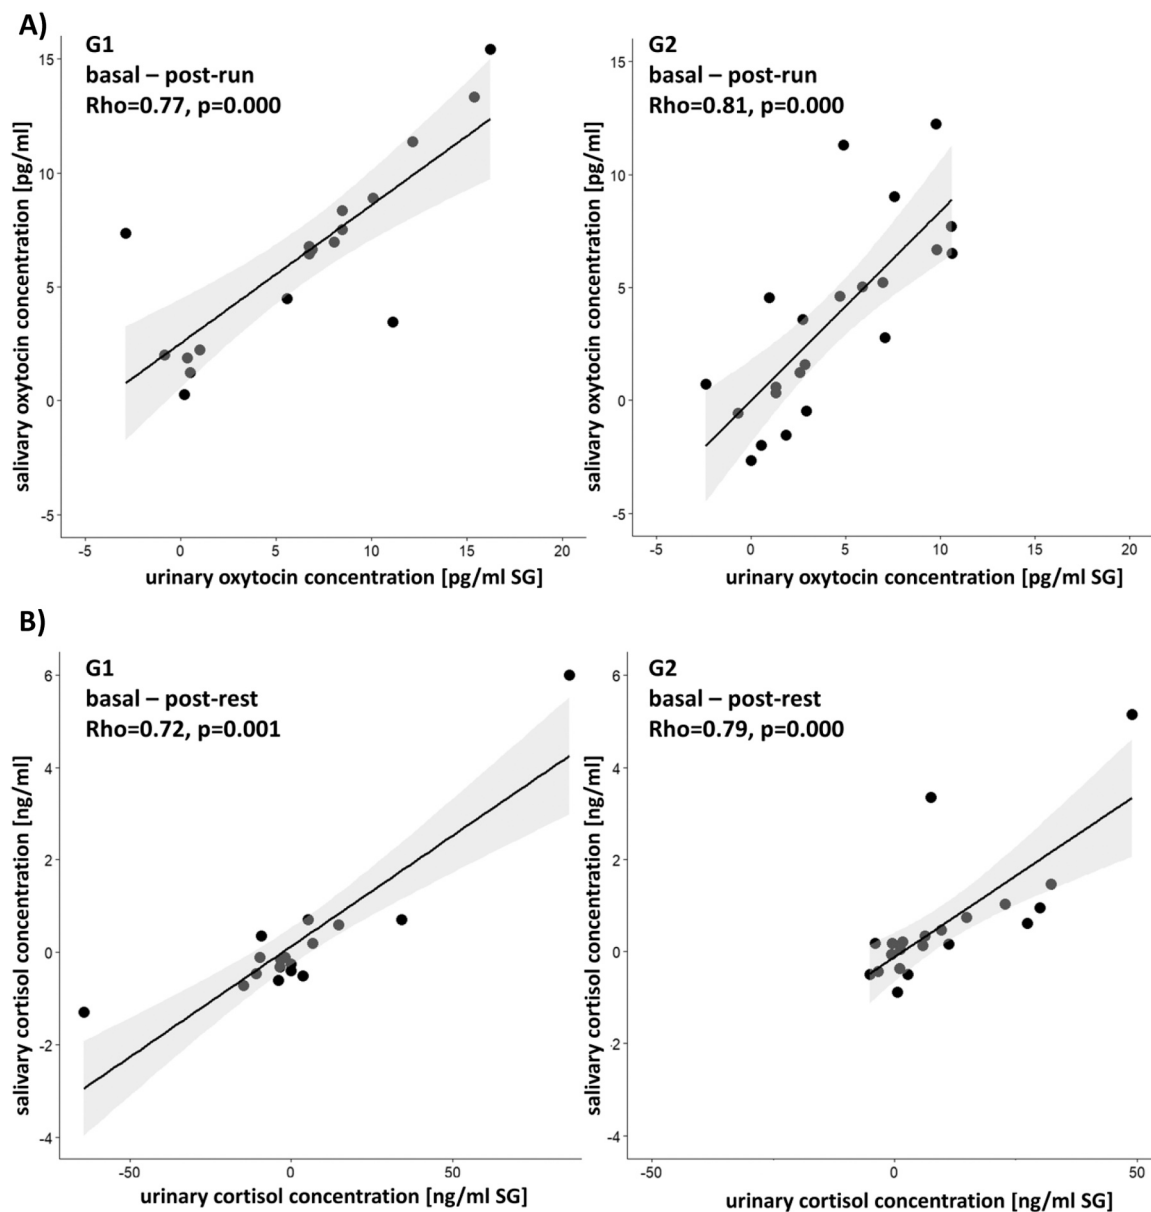 A)
G1
basal – post-run
Rho=0.77, p=0.000
salivary oxytocin concentration [pg/ml]
15
10
5
0
-5
-5
0
5
10
15
20
urinary oxytocin concentration [pg/ml SG]
G2
basal – post-run
Rho=0.81, p=0.000
salivary oxytocin concentration [pg/ml]
15
10
5
0
-5
-5
0
5
10
15
20
urinary oxytocin concentration [pg/ml SG]
B)
G1
basal – post-rest
Rho=0.72, p=0.001
salivary cortisol concentration [ng/ml]
6
4
2
0
-2
-4
-50
0
50
urinary cortisol concentration [ng/ml SG]
G2
basal – post-rest
Rho=0.79, p=0.000
salivary cortisol concentration [ng/ml]
6
4
2
0
-2
-4
-50
0
50
urinary cortisol concentration [ng/ml SG]